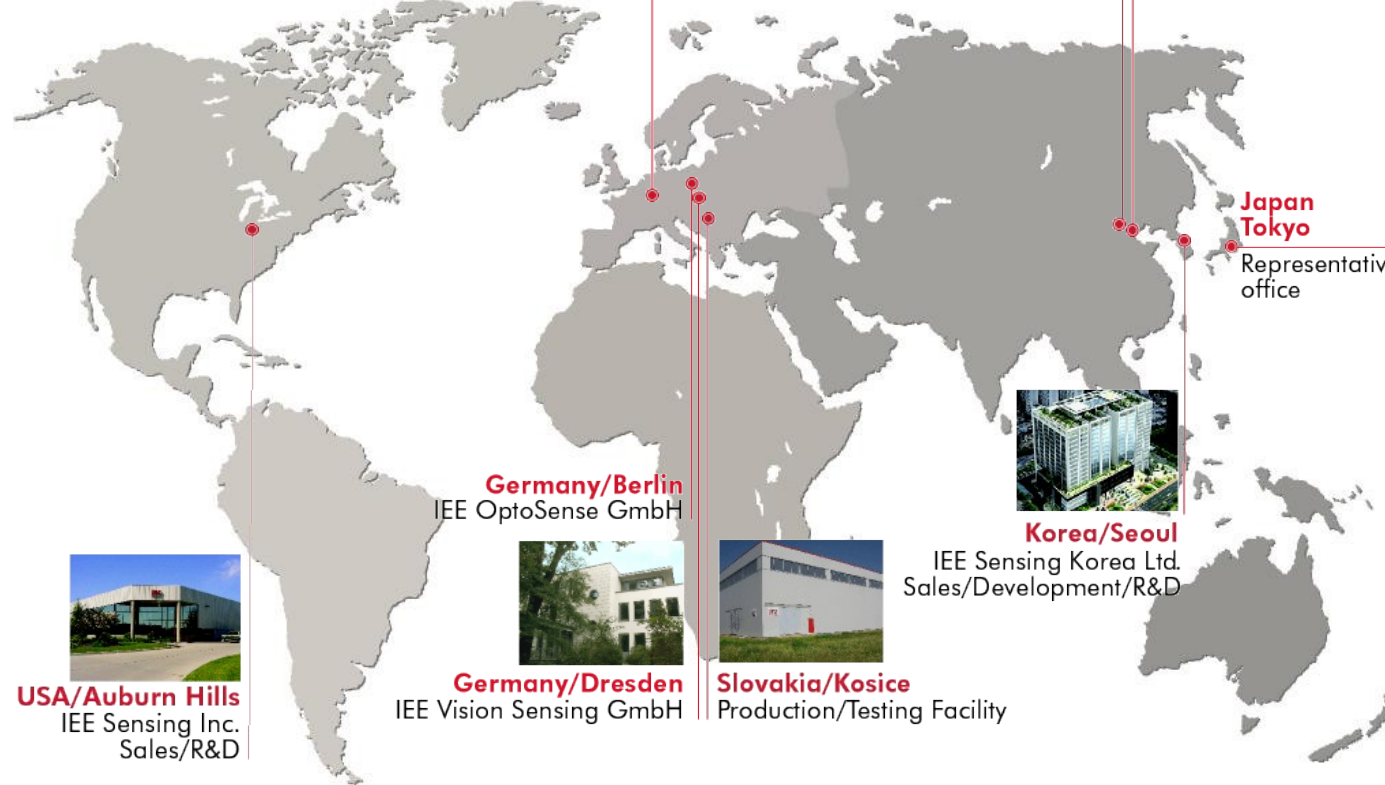 Japan
Tokyo
Representativ
office
Germany/Berlin
IEE OptoSense GmbH
Korea/Seoul
IEE Sensing Korea Ltd.
Sales/Development/R&D
USA/Auburn Hills
IEE Sensing Inc.
Sales/R&D
Germany/Dresden
IEE Vision Sensing GmbH
Slovakia/Kosice
Production/Testing Facility